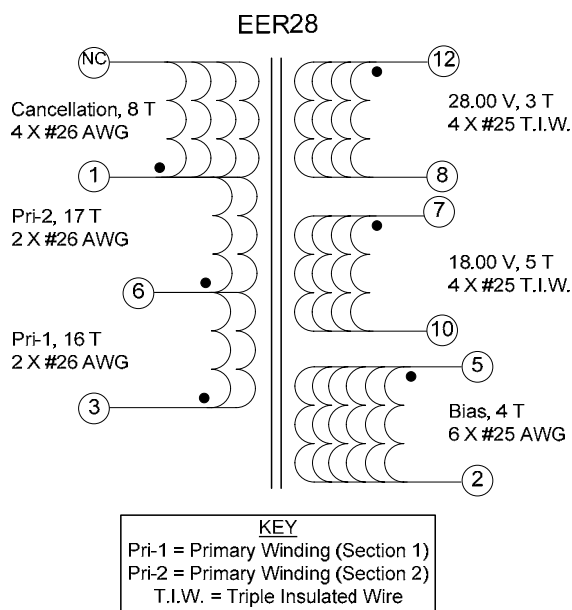 EER28
NC
Cancellation, 8 T
4 X #26 AWG
1
Pri-2, 17 T
2 X #26 AWG
6
Pri-1, 16 T
2 X #26 AWG
3
12
28.00 V, 3 T
4 X #25 T.I.W.
8
7
18.00 V, 5 T
4 X #25 T.I.W.
10
5
Bias, 4 T
6 X #25 AWG
2
KEY
Pri-1 = Primary Winding (Section 1)
Pri-2 = Primary Winding (Section 2)
T.I.W. = Triple Insulated Wire